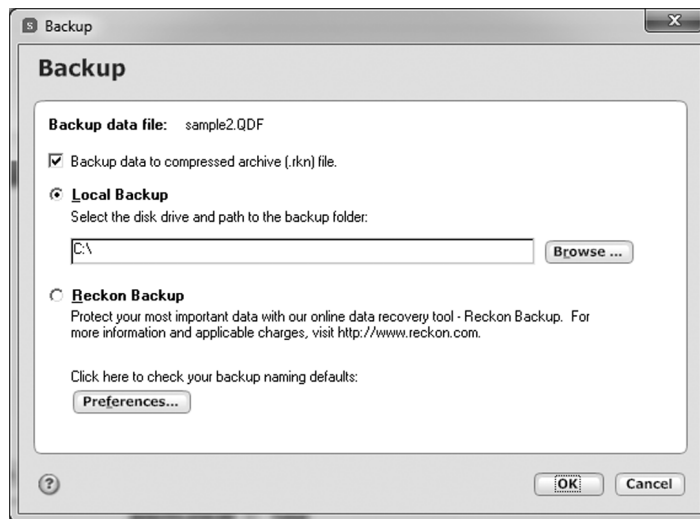 S Backup
X
Backup
Backup data file: sample2.QDF
Backup data to compressed archive (.rkn) file.
Local Backup
Select the disk drive and path to the backup folder:
C:\
Browse ...
Reckon Backup
Protect your most important data with our online data recovery tool - Reckon Backup. For
more information and applicable charges, visit http://www.reckon.com.
Click here to check your backup naming defaults:
Preferences...
?
OK
Cancel